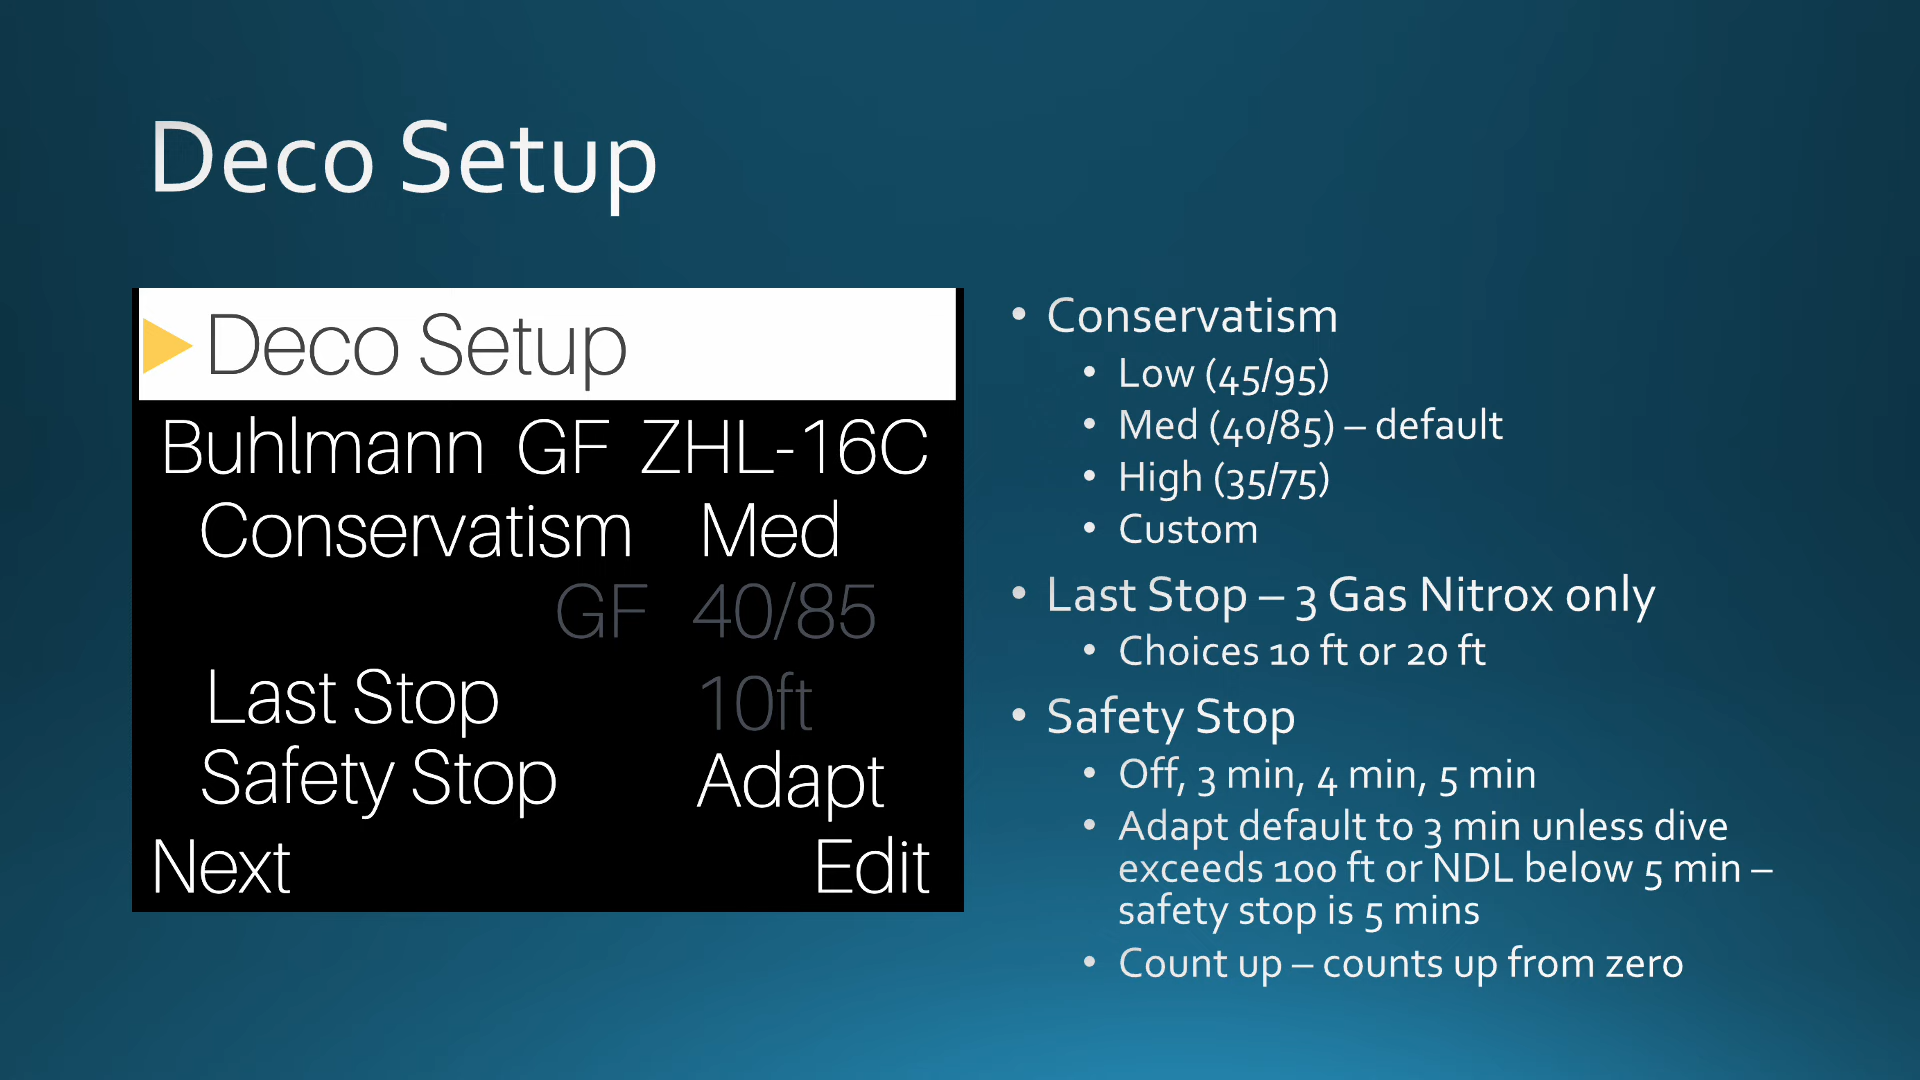 Deco Setup
Deco Setup
Buhlmann GF ZHL-16C
Conservatism Med
GF 40/85
Last Stop 10ft
Safety Stop Adapt
Next Edit
• Conservatism
• Low (45/95)
• Med (40/85) – default
• High (35/75)
• Custom
• Last Stop – 3 Gas Nitrox only
• Choices 10 ft or 20 ft
• Safety Stop
• Off, 3 min, 4 min, 5 min
• Adapt default to 3 min unless dive
exceeds 100 ft or NDL below 5 min –
safety stop is 5 mins
• Count up – counts up from zero